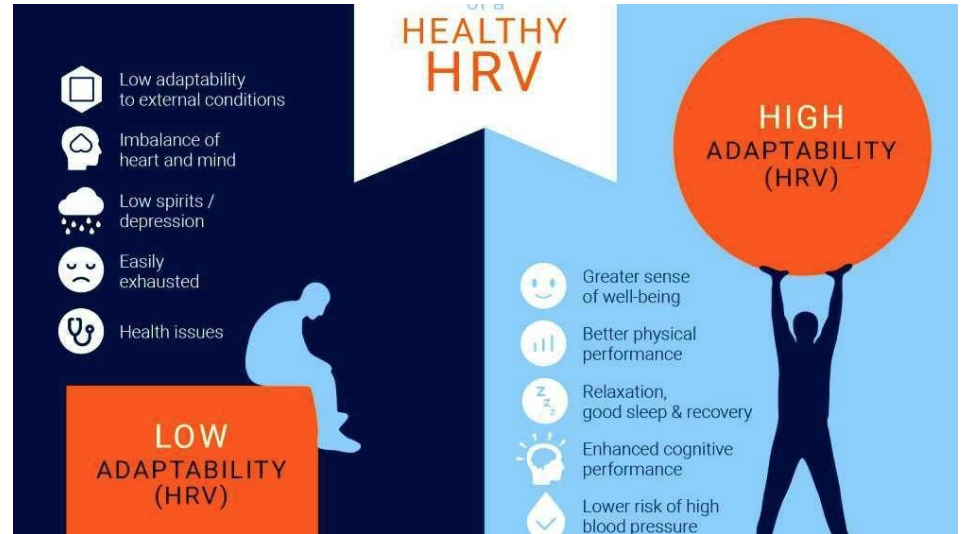 of a
HEALTHY
HRV
Low adaptability
to external conditions
Imbalance of
heart and mind
Low spirits /
depression
Easily
exhausted
Health issues
LOW
ADAPTABILITY
(HRV)
HIGH
ADAPTABILITY
(HRV)
Greater sense
of well-being
Better physical
performance
Relaxation,
good sleep & recovery
Enhanced cognitive
performance
Lower risk of high
blood pressure
z
z
z